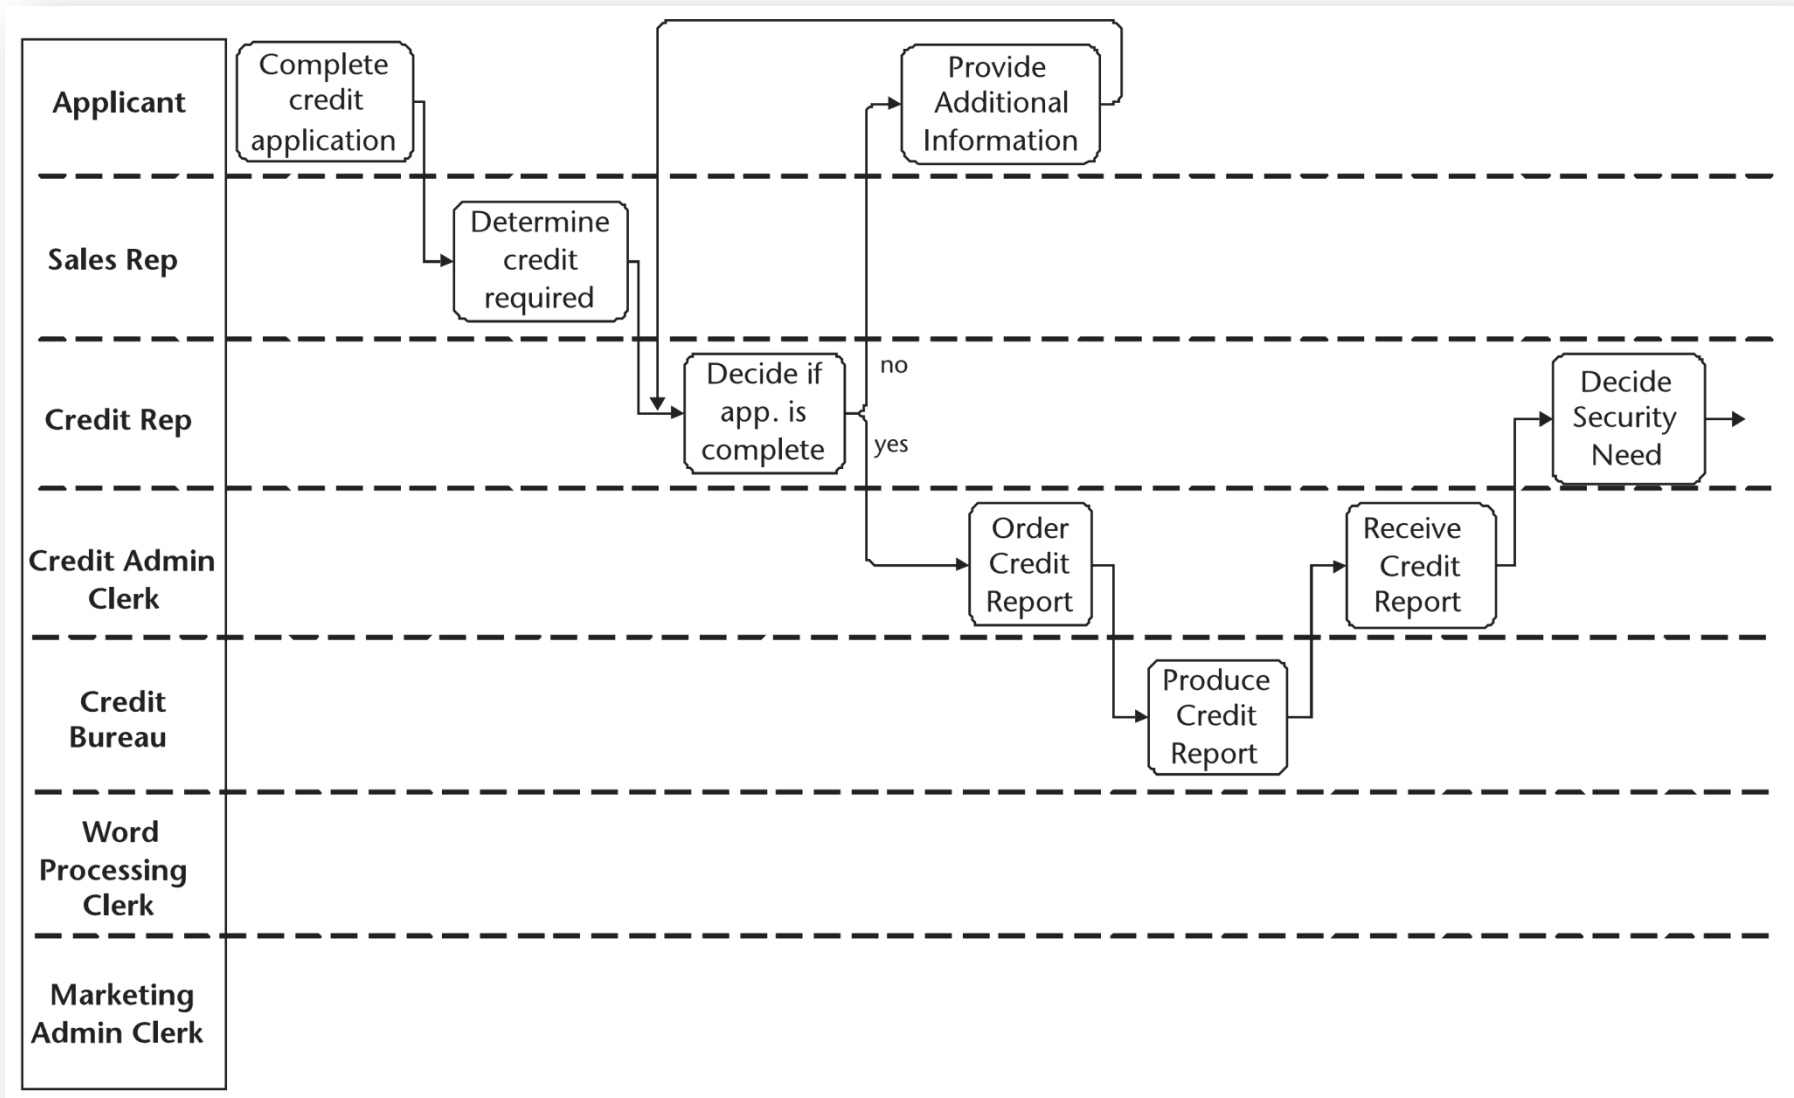 Applicant
Complete
credit
application
Provide
Additional
Information
Sales Rep
Determine
credit
required
Credit Rep
Decide if
app. is
complete
no
yes
Decide
Security
Need
Credit Admin
Clerk
Order
Credit
Report
Receive
Credit
Report
Credit
Bureau
Produce
Credit
Report
Word
Processing
Clerk
Marketing
Admin Clerk